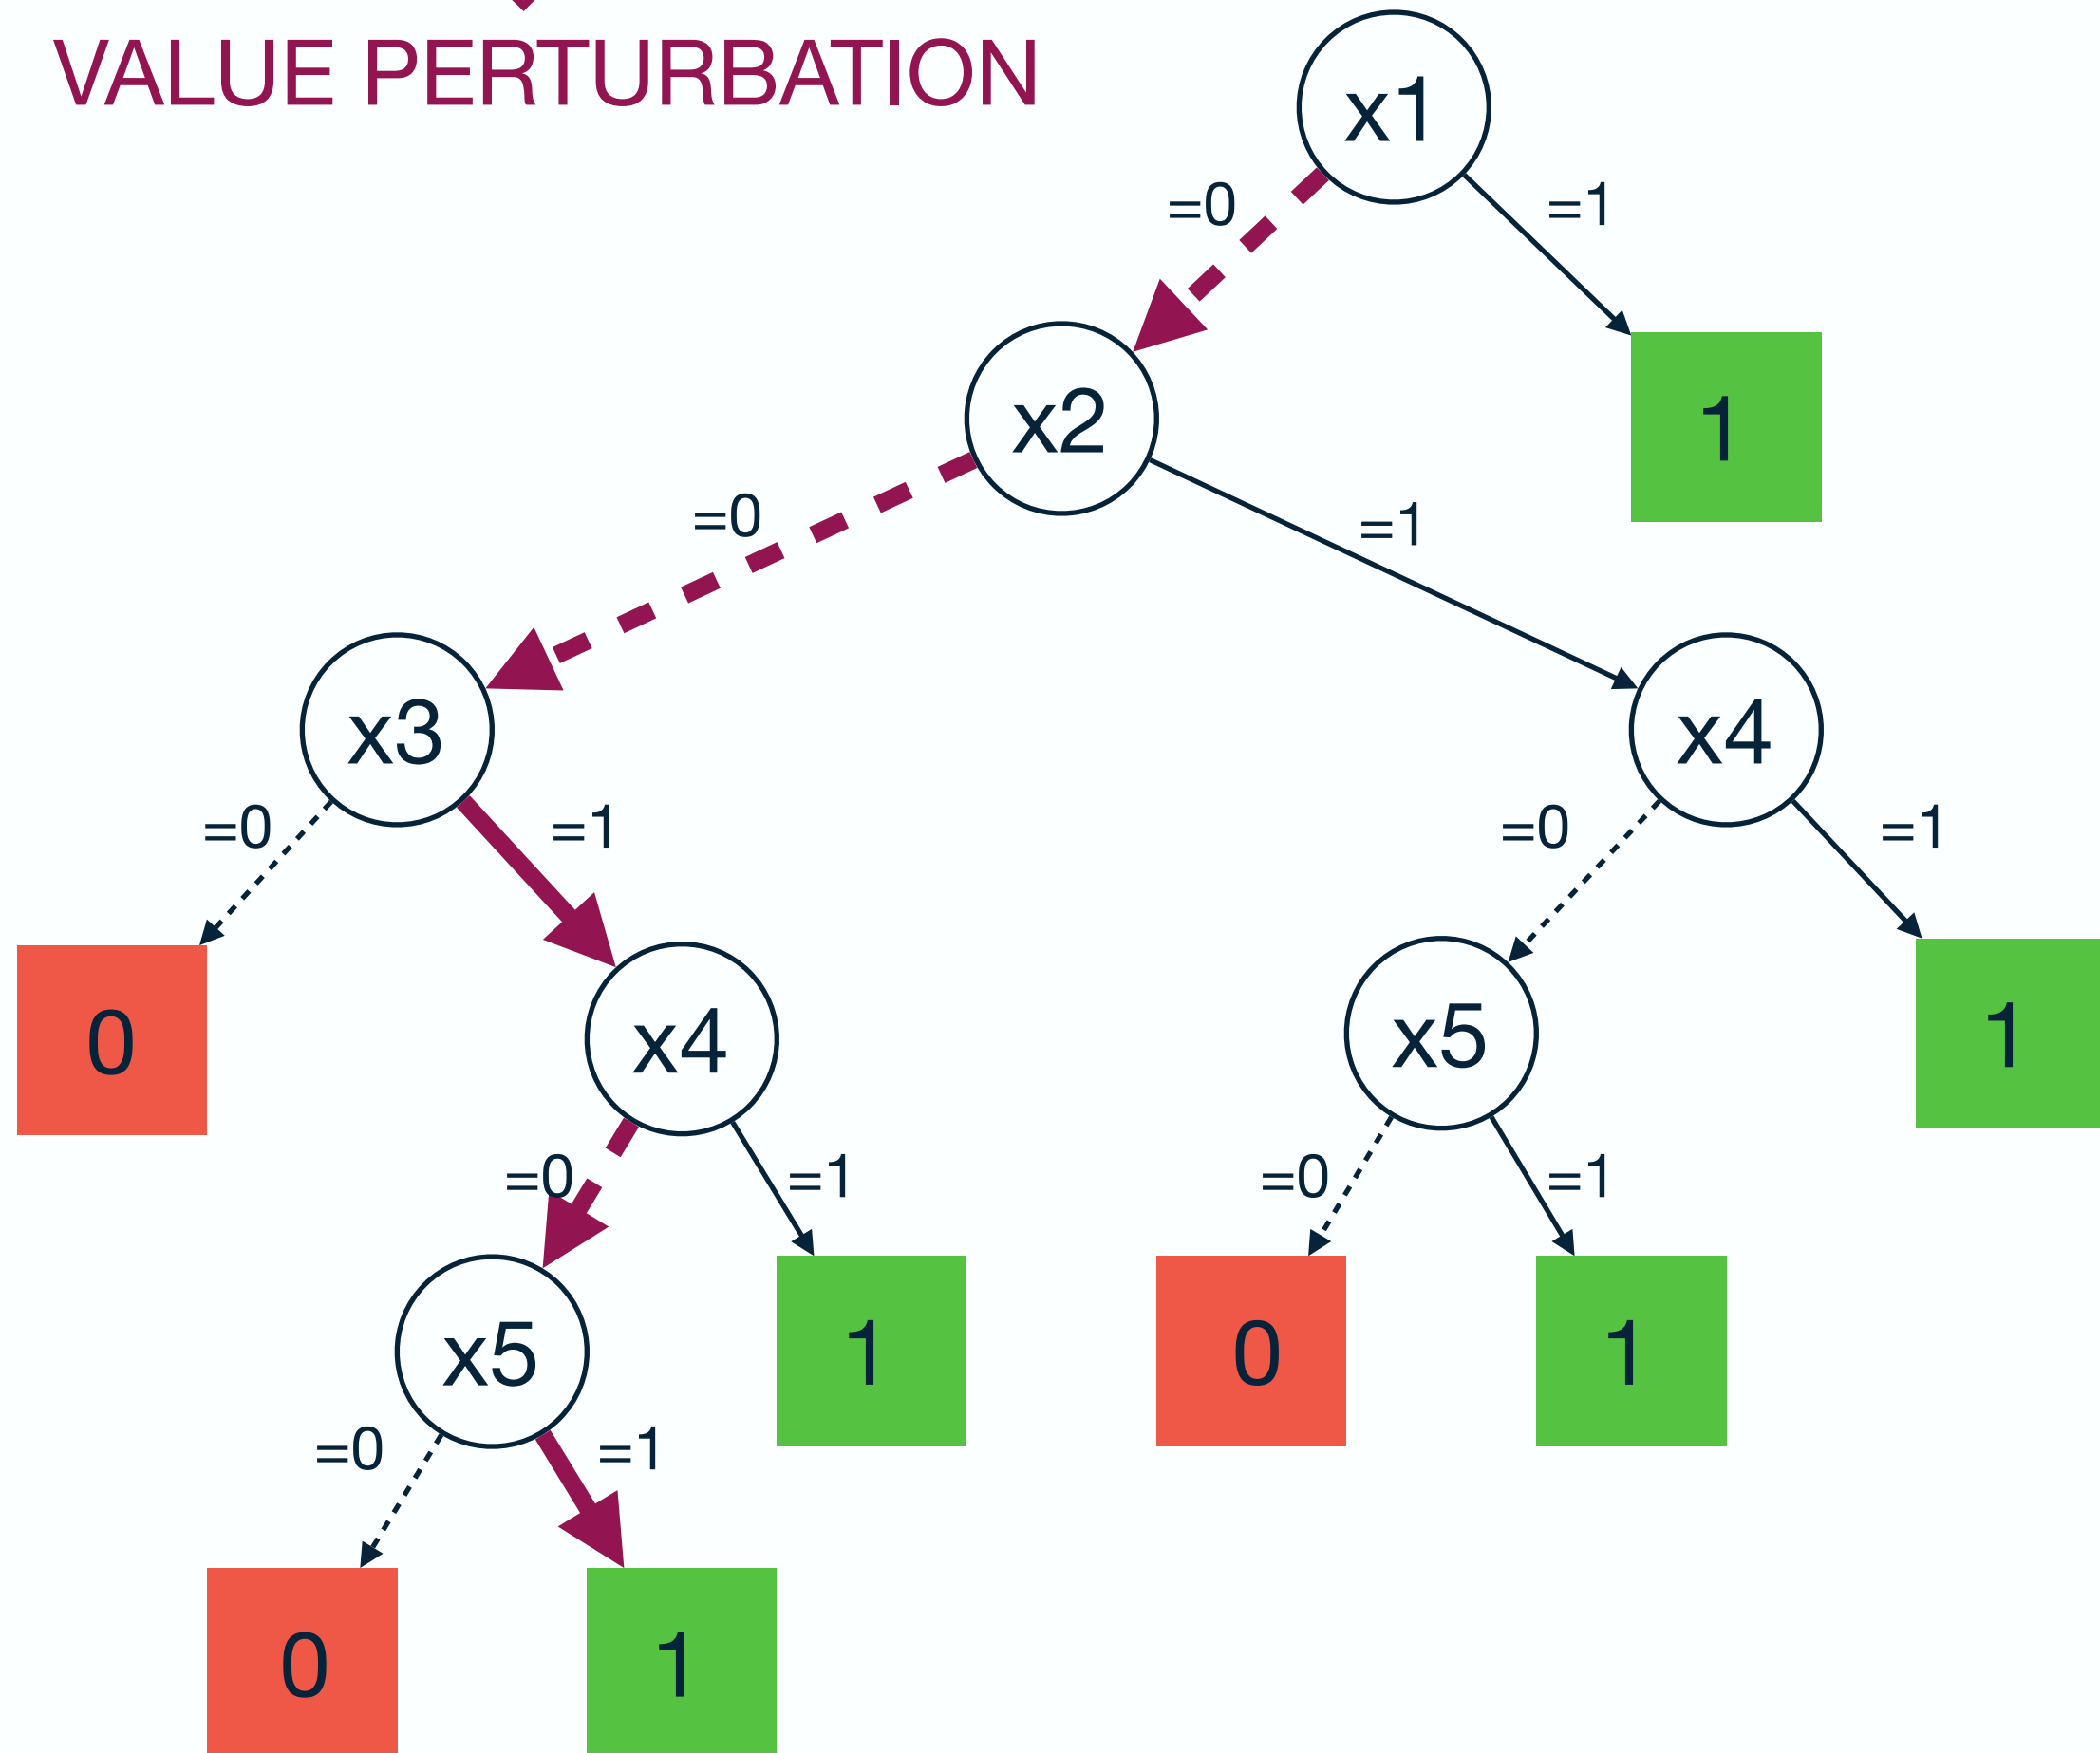 VALUE PERTURBATION
x1
=0
=1
x2
1
=0
=1
x3
x4
=0
=1
=0
=1
0
x4
x5
1
=0
=1
=0
=1
x5
1
0
1
=0
=1
0
1